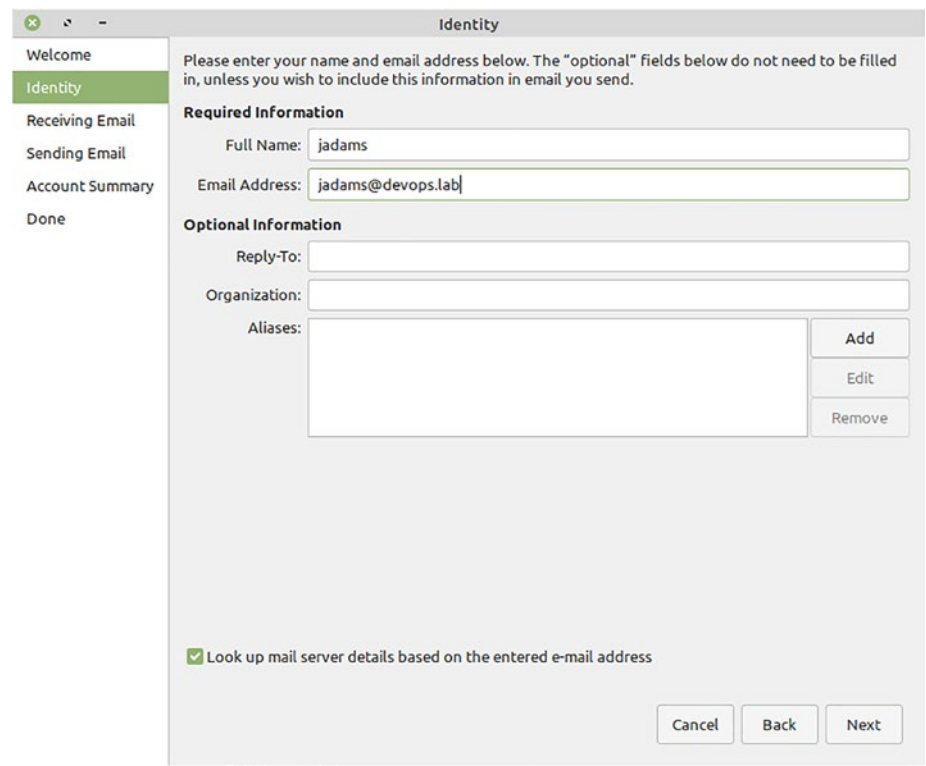 Identity
Welcome
Identity
Receiving Email
Sending Email
Account Summary
Done
Please enter your name and email address below. The "optional" fields below do not need to be filled
in, unless you wish to include this information in email you send.
Required Information
Full Name: jadams
Email Address: jadams@devops.lab
Optional Information
Reply-To:
Organization:
Aliases:
Add
Edit
Remove
Look up mail server details based on the entered e-mail address
Cancel Back Next